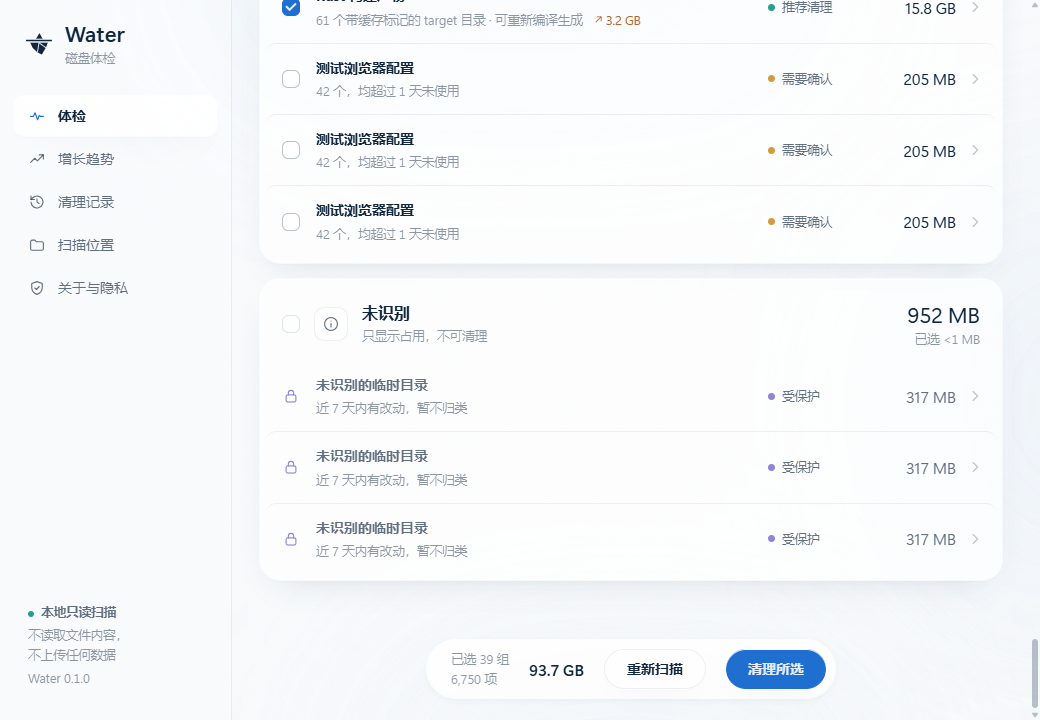 Water
磁盘体检
体检
增长趋势
清理记录
扫描位置
关于与隐私
本地只读扫描
不读取文件内容，
不上传任何数据
Water 0.1.0
推荐清理
15.8 GB
61 个带缓存标记的 target 目录 · 可重新编译生成 ↗ 3.2 GB
测试浏览器配置
42 个，均超过 1 天未使用
需要确认
205 MB
测试浏览器配置
42 个，均超过 1 天未使用
需要确认
205 MB
测试浏览器配置
42 个，均超过 1 天未使用
需要确认
205 MB
未识别
只显示占用，不可清理
952 MB
已选 <1 MB
未识别的临时目录
近 7 天内有改动，暂不归类
受保护
317 MB
未识别的临时目录
近 7 天内有改动，暂不归类
受保护
317 MB
未识别的临时目录
近 7 天内有改动，暂不归类
受保护
317 MB
已选 39 组
6,750 项
93.7 GB
重新扫描
清理所选